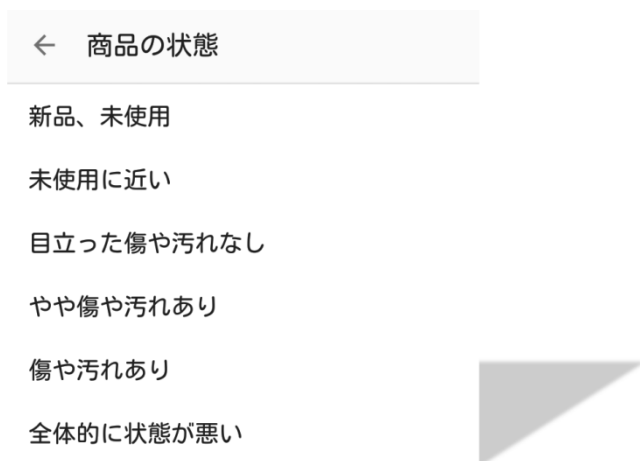 商品の状態
新品、未使用
未使用に近い
目立った傷や汚れなし
やや傷や汚れあり
傷や汚れあり
全体的に状態が悪い